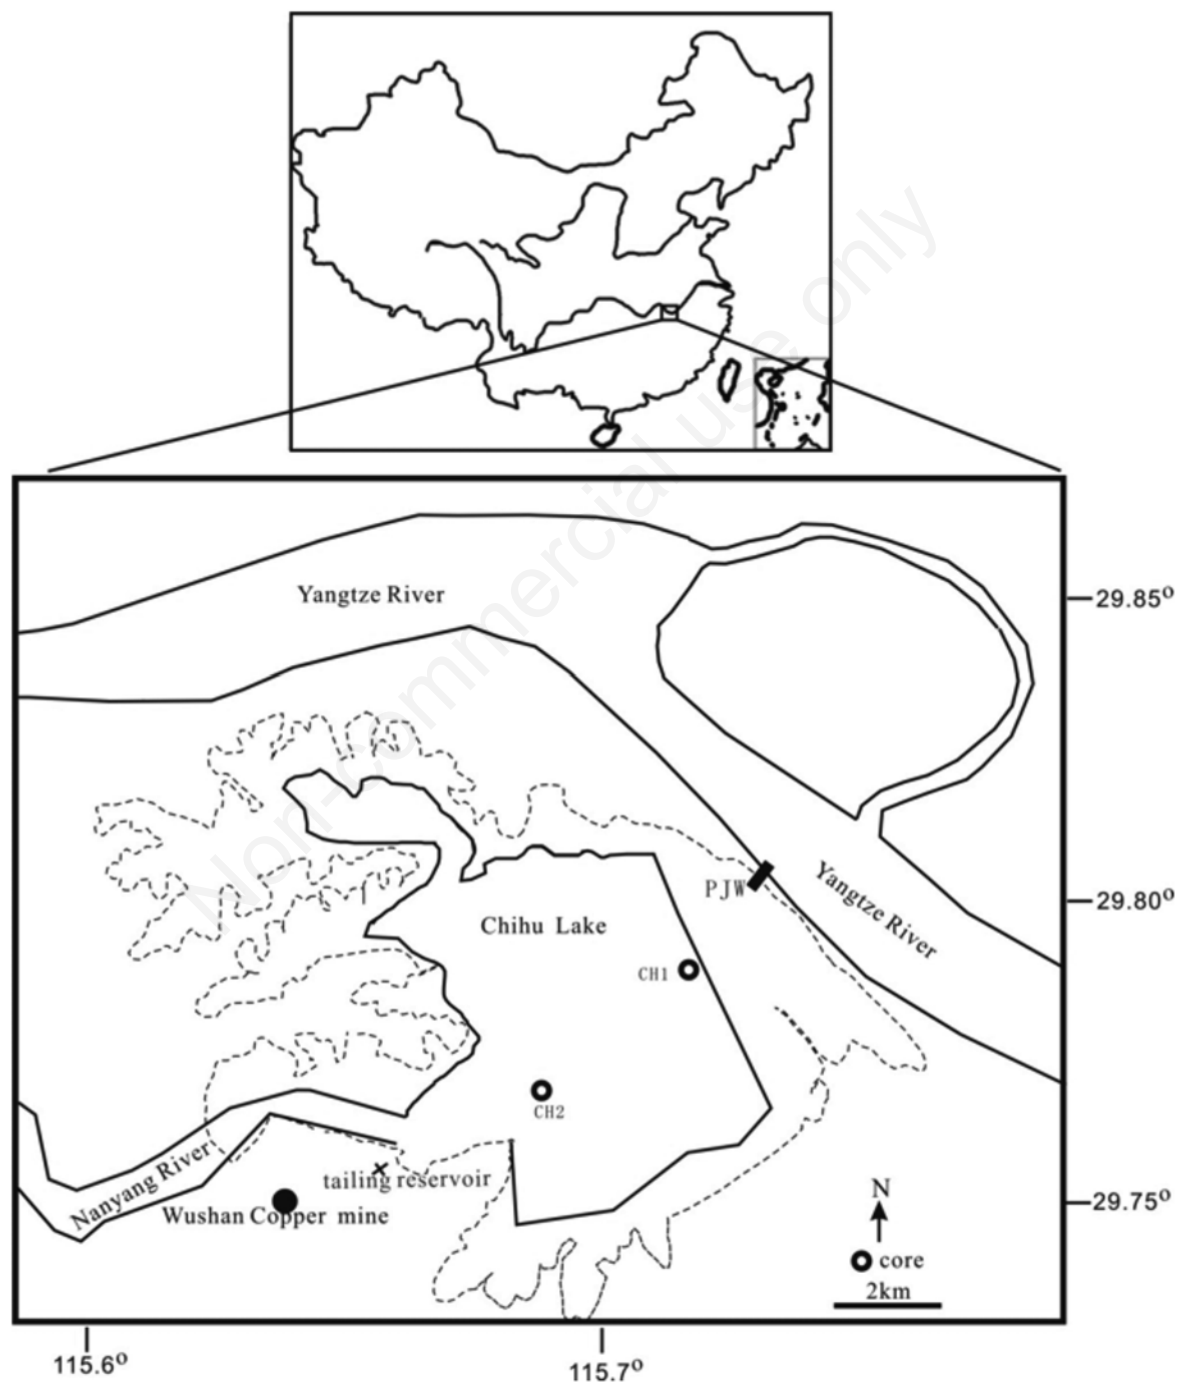 Non-commercial use only
Yangtze River
29.85°
PJW
Yangtze River
29.80°
Chihu Lake
CH1
CH2
Nanyang River
tailing reservoir
Wushan Copper mine
29.75°
N
core
2km
115.6°
115.7°